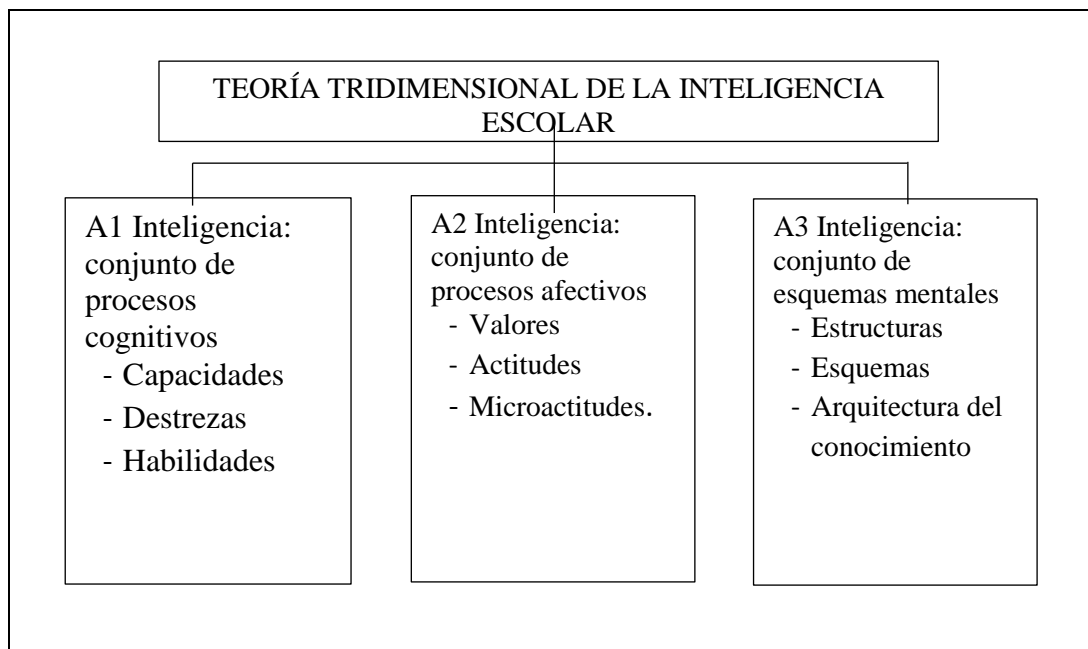 TEORÍA TRIDIMENSIONAL DE LA INTELIGENCIA
ESCOLAR
A1 Inteligencia:
conjunto de
procesos
cognitivos
- Capacidades
- Destrezas
- Habilidades
A2 Inteligencia:
conjunto de
procesos afectivos
- Valores
- Actitudes
- Microactitudes.
A3 Inteligencia:
conjunto de
esquemas mentales
- Estructuras
- Esquemas
- Arquitectura del
conocimiento